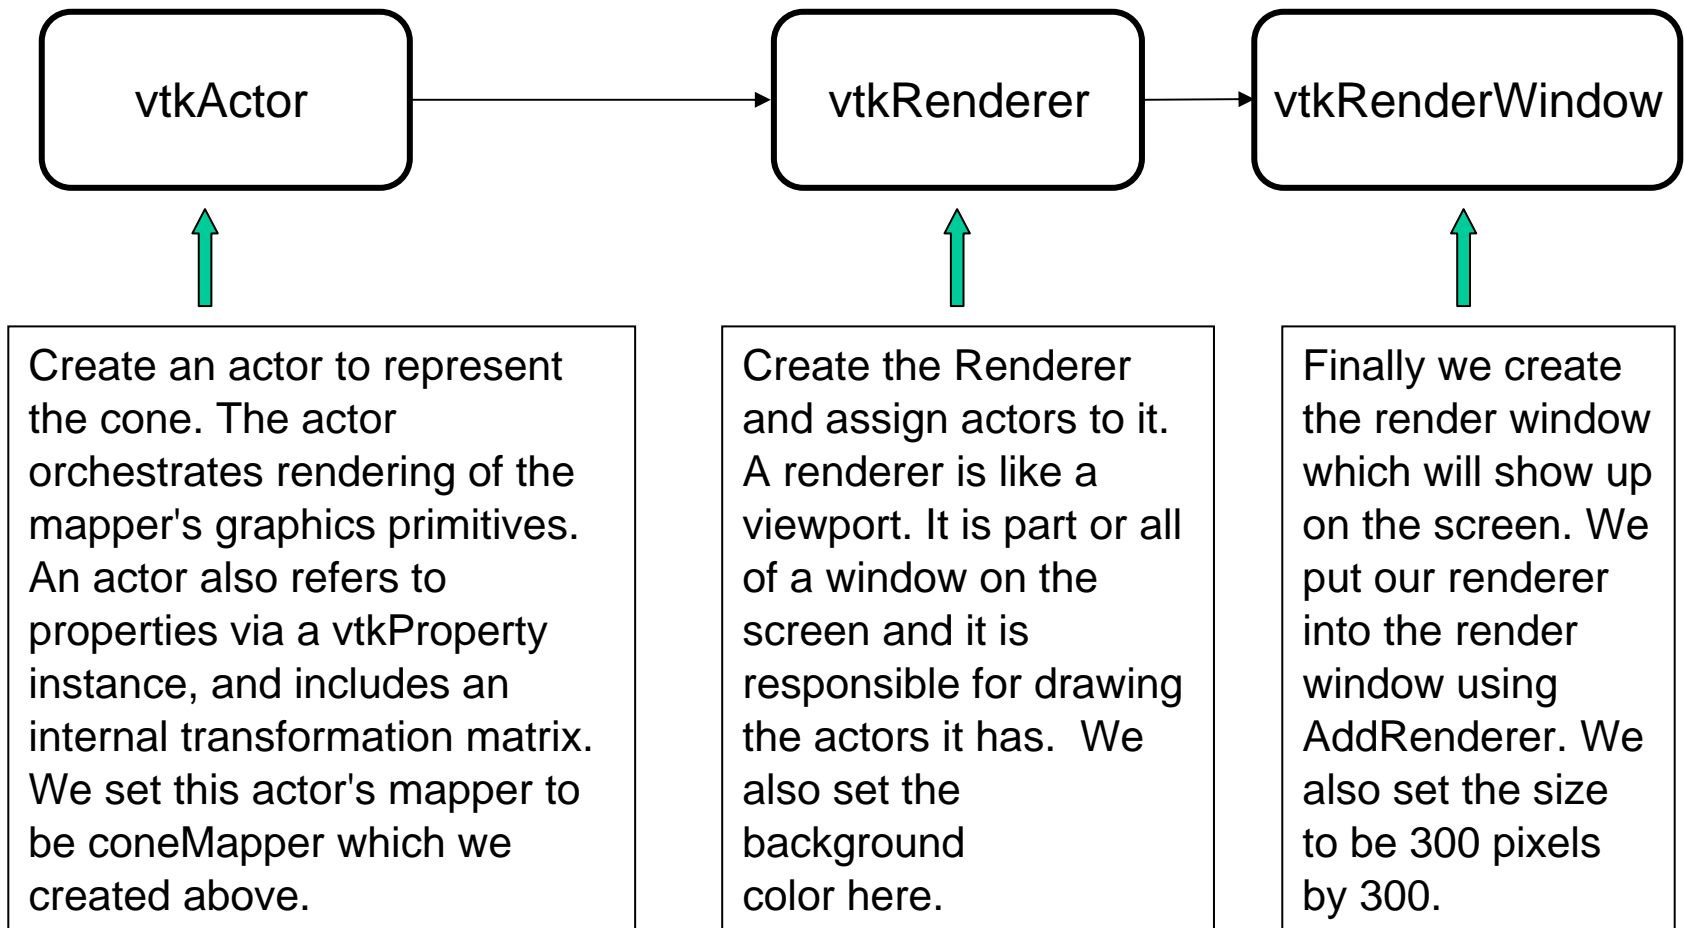 vtkActor
vtkRenderer
vtkRenderWindow
Create an actor to represent
the cone. The actor
orchestrates rendering of the
mapper's graphics primitives.
An actor also refers to
properties via a vtkProperty
instance, and includes an
internal transformation matrix.
We set this actor's mapper to
be coneMapper which we
created above.
Create the Renderer
and assign actors to it.
A renderer is like a
viewport. It is part or all
of a window on the
screen and it is
responsible for drawing
the actors it has.  We
also set the
background
color here.
Finally we create
the render window
which will show up
on the screen. We
put our renderer
into the render
window using
AddRenderer. We
also set the size
to be 300 pixels
by 300.